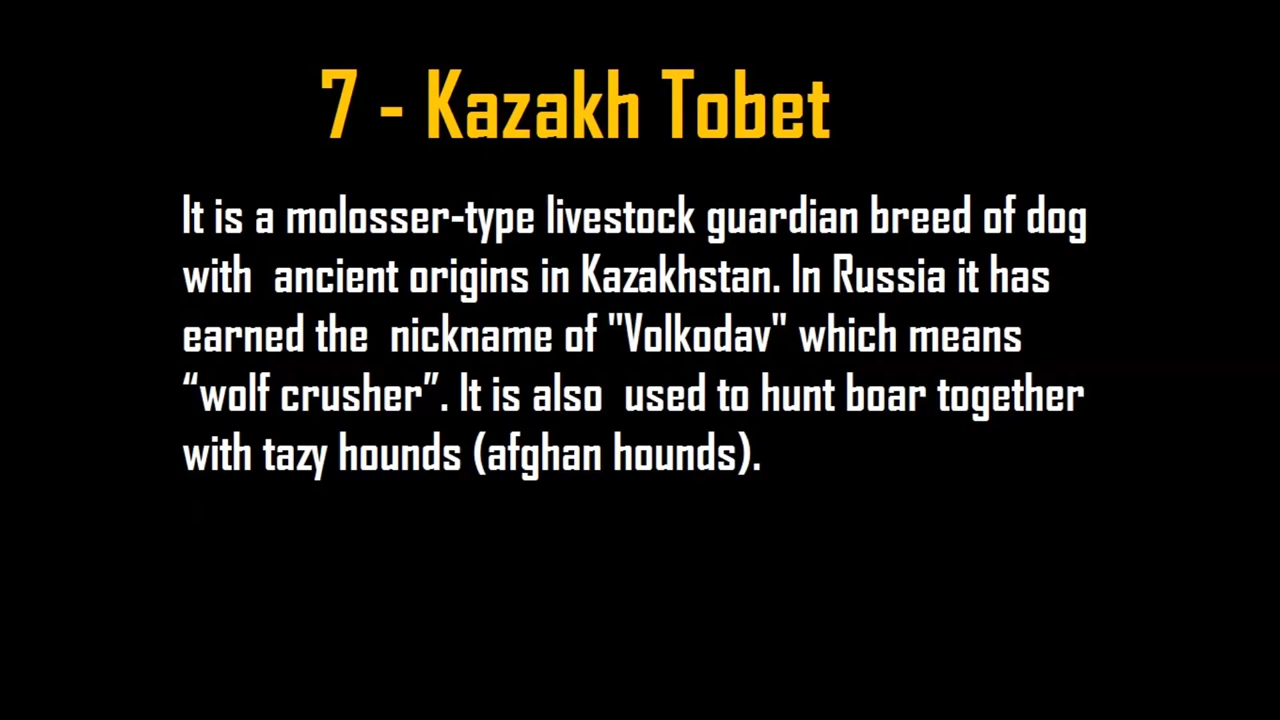 7 - Kazakh Tobet
It is a molosser-type livestock guardian breed of dog
with  ancient origins in Kazakhstan. In Russia it has
earned the  nickname of "Volkodav" which means
“wolf crusher”. It is also  used to hunt boar together
with tazy hounds (afghan hounds).